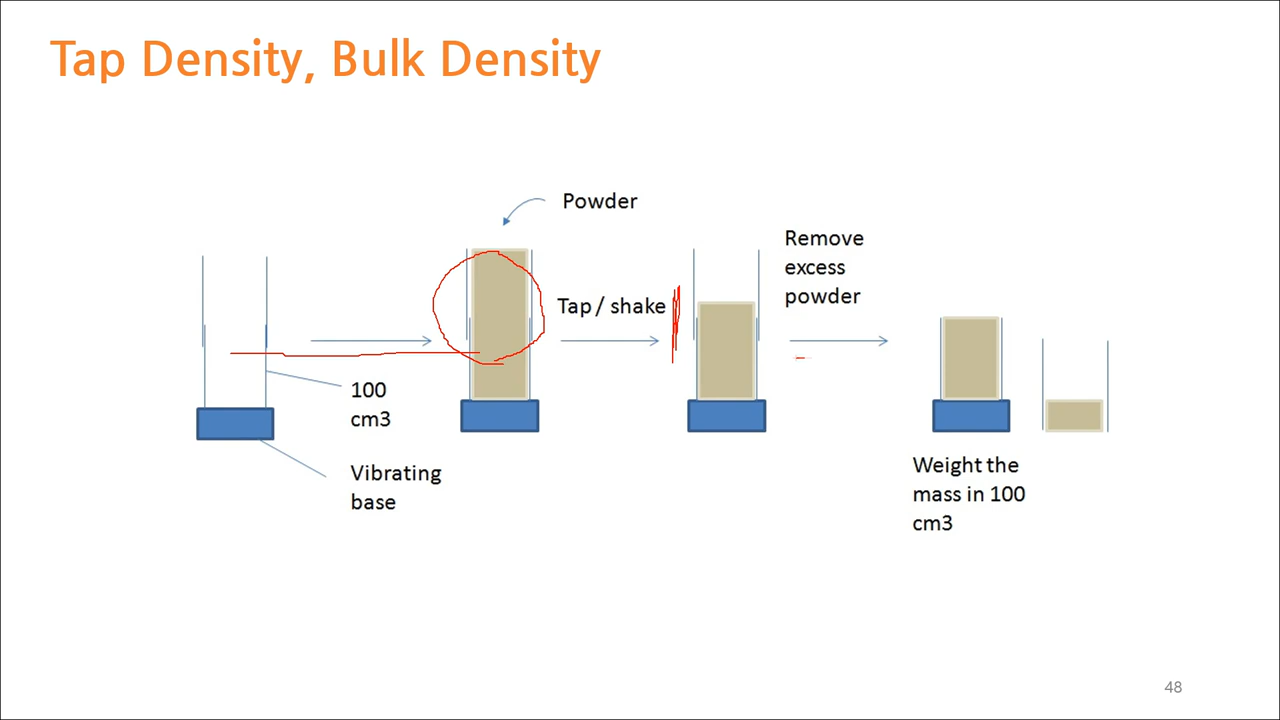 Tap Density, Bulk Density
Powder
Remove
excess
powder
Tap / shake
100
cm3
Vibrating
base
Weight the
mass in 100
cm3
48